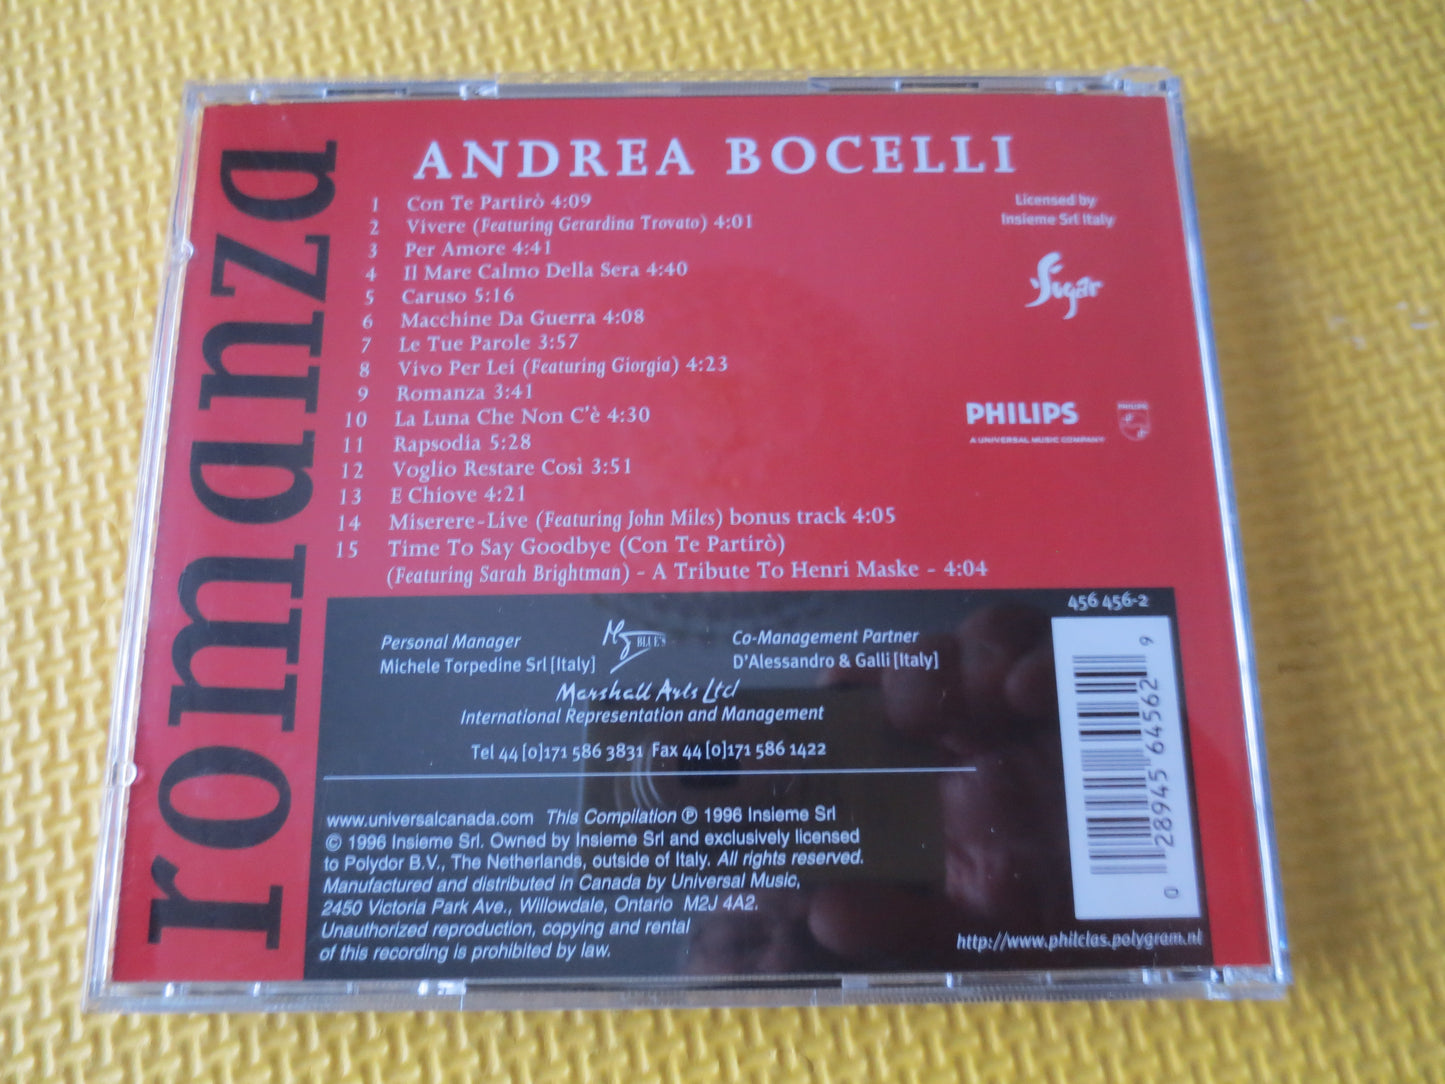 romanza
ANDREA BOCELLI
1 Con Te Partirò 4:09
2 Vivere (Featuring Gerardina Trovato) 4:01
3 Per Amore 4:41
4 Il Mare Calmo Della Sera 4:40
5 Caruso 5:16
6 Macchine Da Guerra 4:08
7 Le Tue Parole 3:57
8 Vivo Per Lei (Featuring Giorgia) 4:23
9 Romanza 3:41
10 La Luna Che Non C'è 4:30
11 Rapsodia 5:28
12 Voglio Restare Così 3:51
13 E Chiove 4:21
14 Miserere-Live (Featuring John Miles) bonus track 4:05
15 Time To Say Goodbye (Con Te Partirò)
(Featuring Sarah Brightman) - A Tribute To Henri Maske - 4:04
Licensed by
Insieme Srl Italy
Sugar
PHILIPS
A UNIVERSAL MUSIC COMPANY
PHILIPS
456 456-2
Personal Manager
Michele Torpedine Srl [Italy]
BLUE'S
Co-Management Partner
D'Alessandro & Galli [Italy]
Marshall Arts Ltd
International Representation and Management
Tel 44 [0]171 586 3831 Fax 44 [0]171 586 1422
www.universalcanada.com This Compilation ℗ 1996 Insieme Srl
© 1996 Insieme Srl. Owned by Insieme Srl and exclusively licensed
to Polydor B.V., The Netherlands, outside of Italy. All rights reserved.
Manufactured and distributed in Canada by Universal Music,
2450 Victoria Park Ave., Willowdale, Ontario M2J 4A2.
Unauthorized reproduction, copying and rental
of this recording is prohibited by law.
0 28945 64562 9
http://www.philclas.polygram.nl